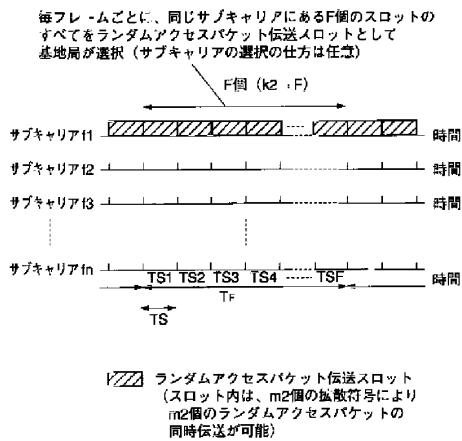 毎フレームごとに、同じサブキャリアにあるF個のスロットの
すべてをランダムアクセスパケット伝送スロットとして
基地局が選択（サブキャリアの選択の仕方は任意）
F個（k2=F）
サブキャリアf1 時間
サブキャリアf2 時間
サブキャリアf3 時間
サブキャリアfn 時間
TS1 TS2 TS3 TS4 TSF
TF
TS
ランダムアクセスパケット伝送スロット
（スロット内は、m2個の拡散符号により
m2個のランダムアクセスパケットの
同時伝送が可能）